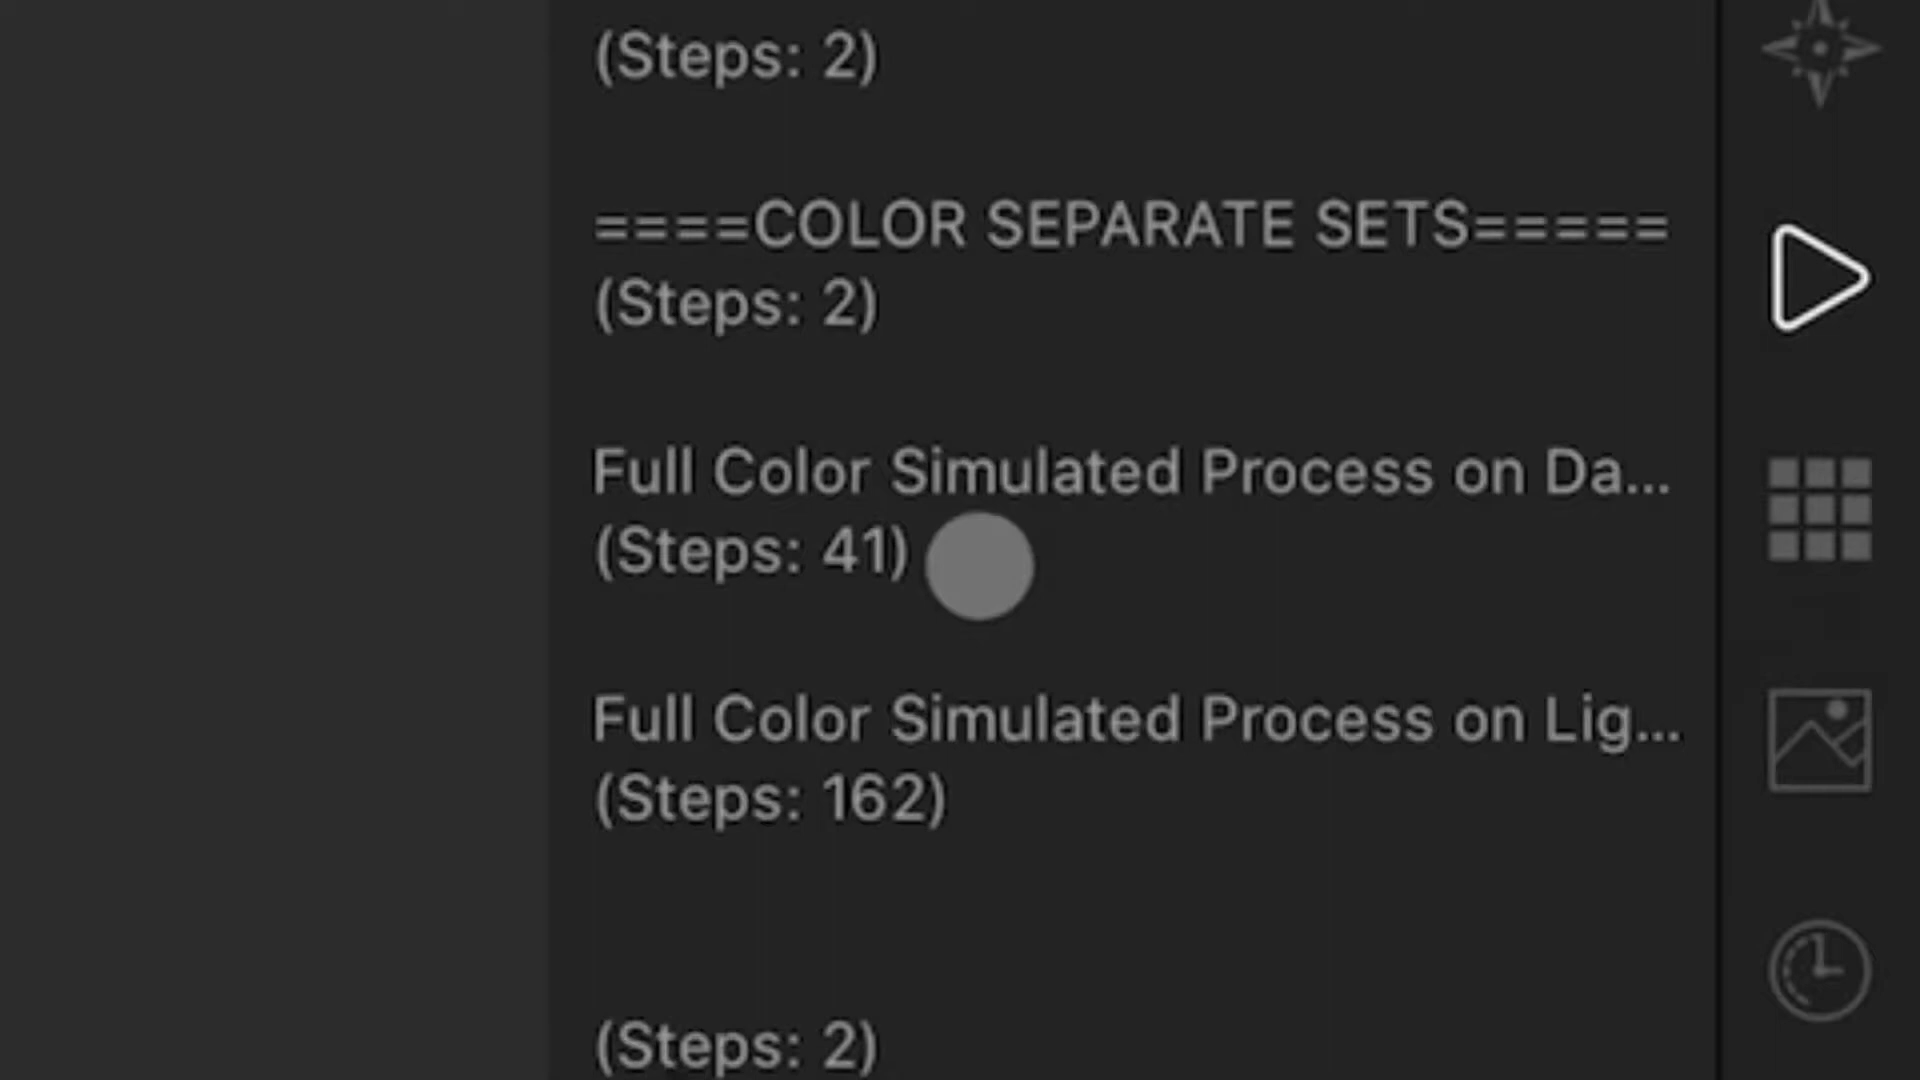 (Steps: 2)
====COLOR SEPARATE SETS=====
(Steps: 2)
Full Color Simulated Process on Da...
(Steps: 41)
Full Color Simulated Process on Lig...
(Steps: 162)
(Steps: 2)